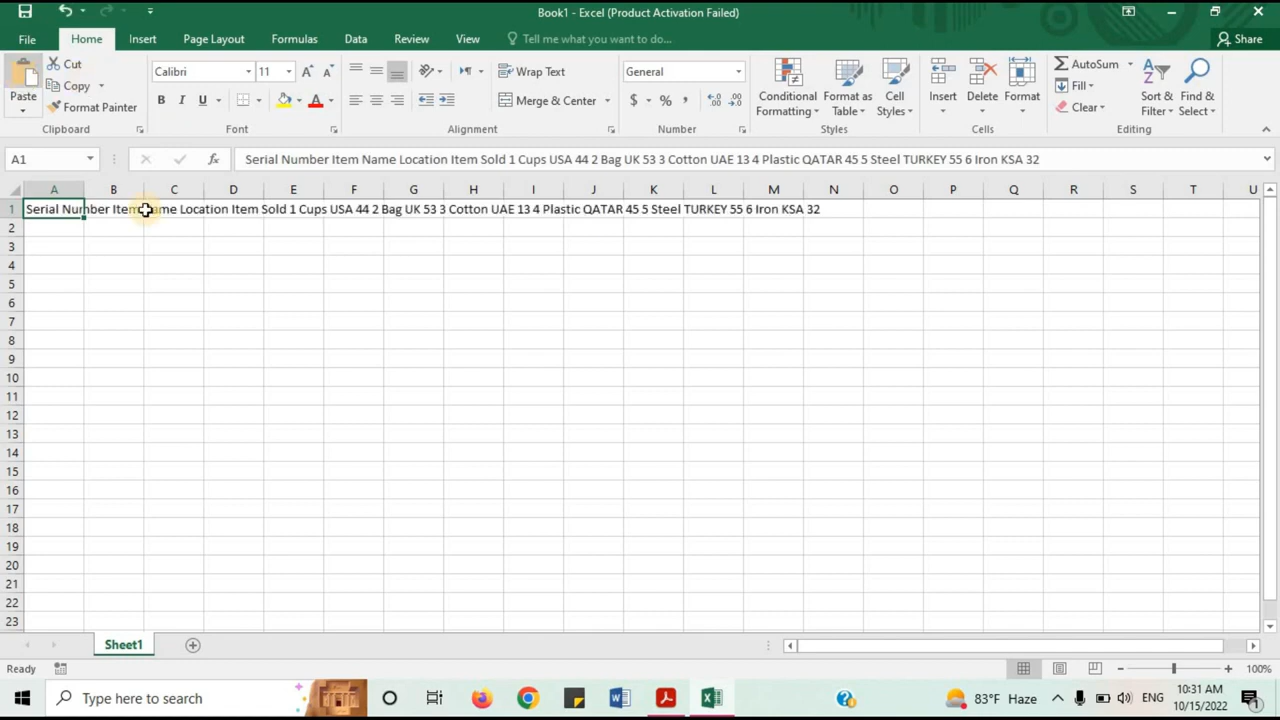 Book1 - Excel (Product Activation Failed)
File Home Insert Page Layout Formulas Data Review View Tell me what you want to do... Share
Cut
Copy
Format Painter
Paste
Clipboard
Calibri 11
B I U
Font
Wrap Text
Merge & Center
Alignment
General
$ % ,
Number
Conditional Formatting
Format as Table
Cell Styles
Styles
Insert Delete Format
Cells
AutoSum
Fill
Clear
Sort & Filter
Find & Select
Editing
A1 fx Serial Number Item Name Location Item Sold 1 Cups USA 44 2 Bag UK 53 3 Cotton UAE 13 4 Plastic QATAR 45 5 Steel TURKEY 55 6 Iron KSA 32
A B C D E F G H I J K L M N O P Q R S T U
1 Serial Number Item Name Location Item Sold 1 Cups USA 44 2 Bag UK 53 3 Cotton UAE 13 4 Plastic QATAR 45 5 Steel TURKEY 55 6 Iron KSA 32
2
3
4
5
6
7
8
9
10
11
12
13
14
15
16
17
18
19
20
21
22
23
Sheet1
Ready 100%
Type here to search
83°F Haze
ENG
10:31 AM
10/15/2022